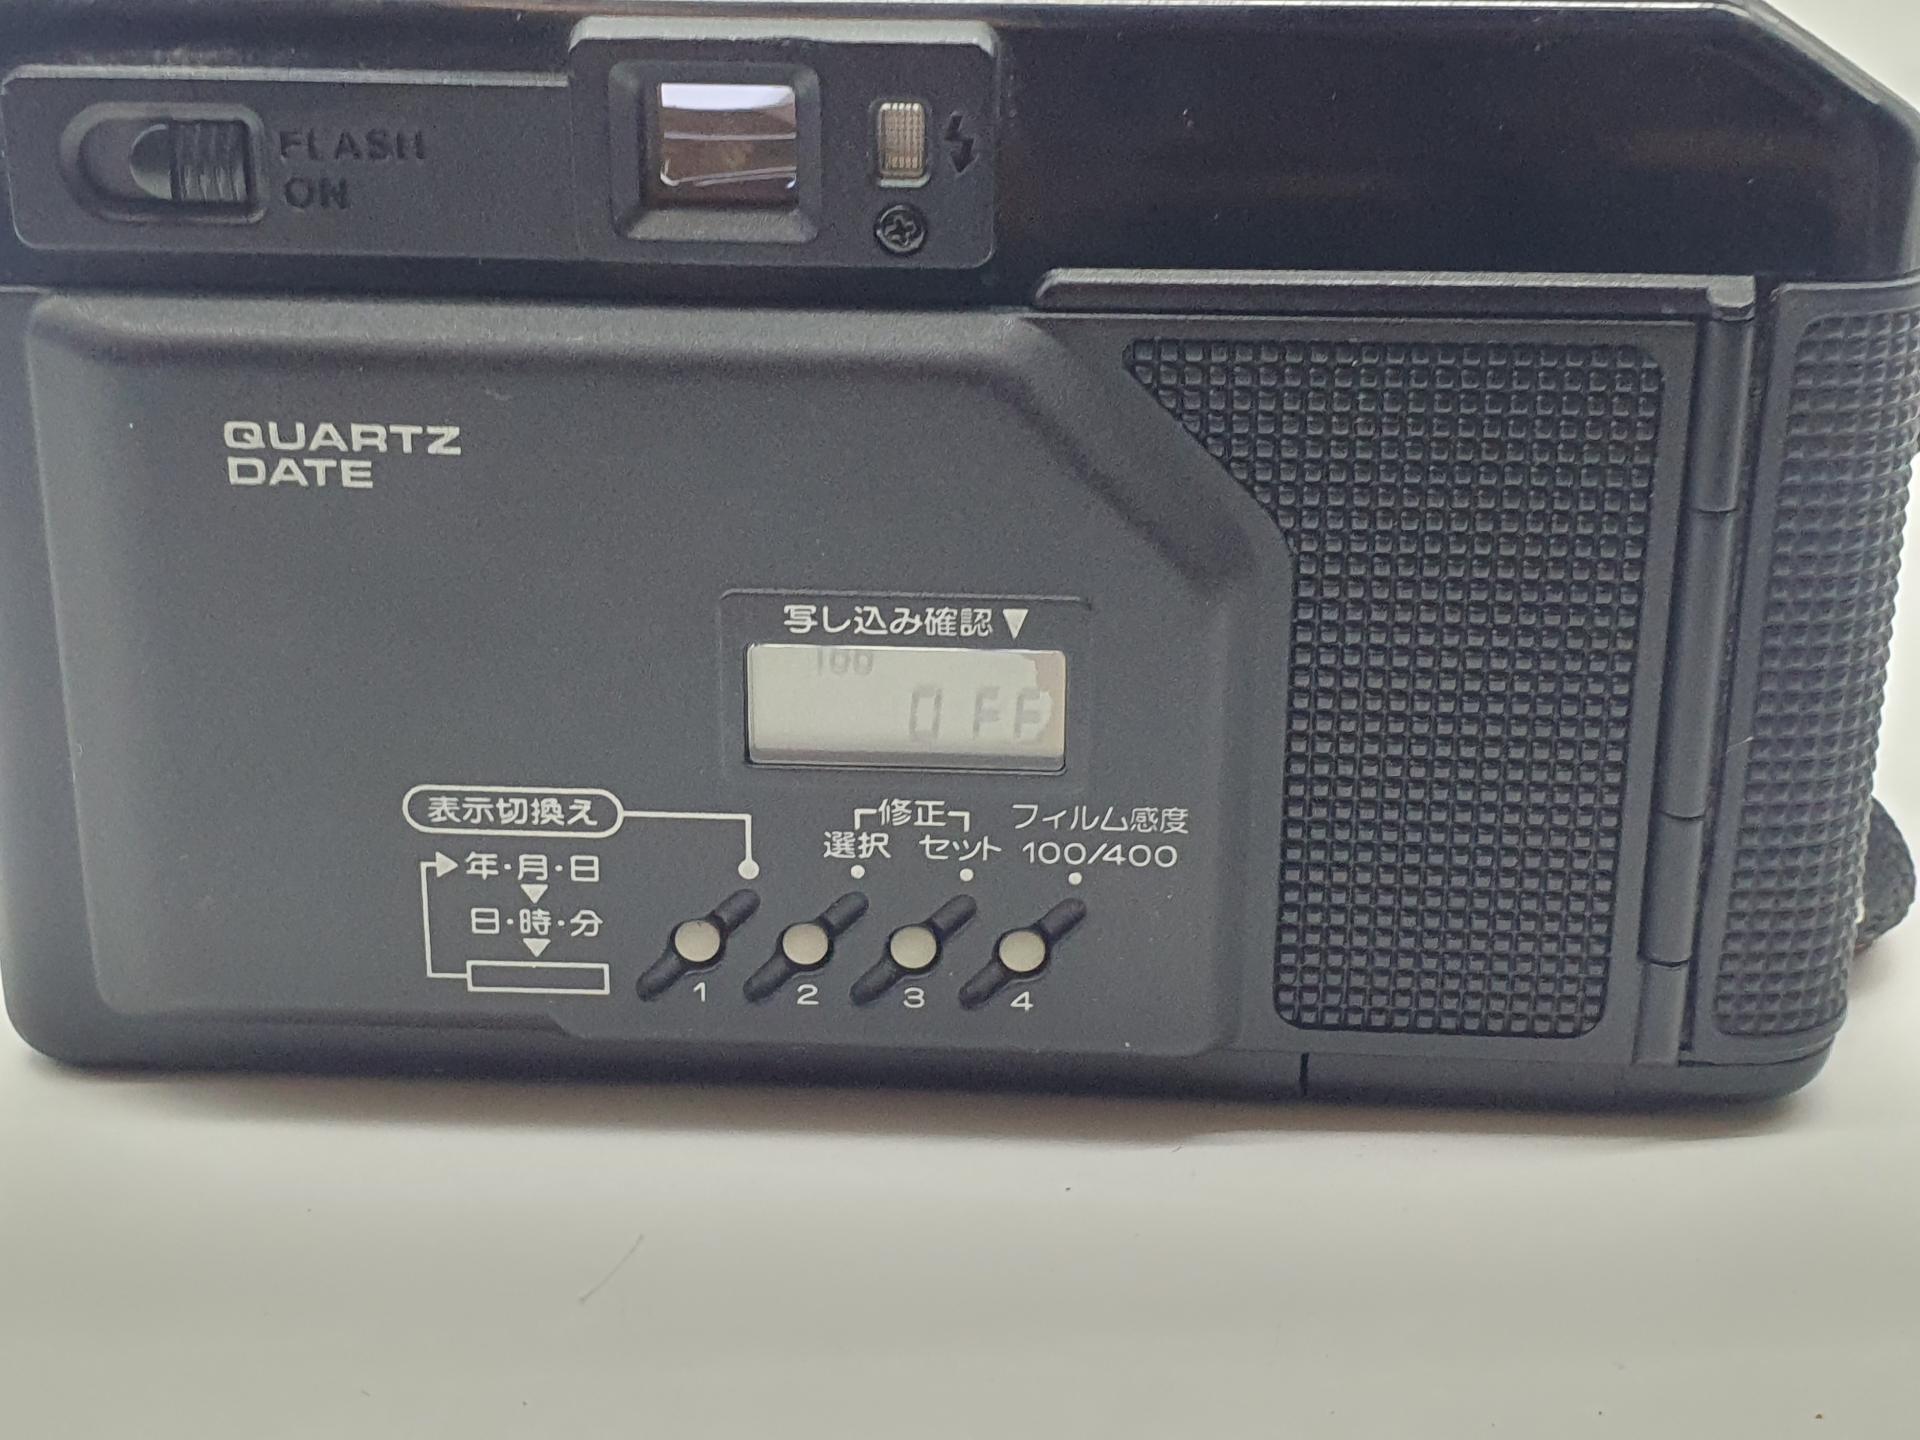 FLASH
ON
QUARTZ
DATE
写し込み確認▼
100
OFF
表示切換え
修正
フィルム感度
選択 セット 100/400
年・月・日
日・時・分
1 2 3 4